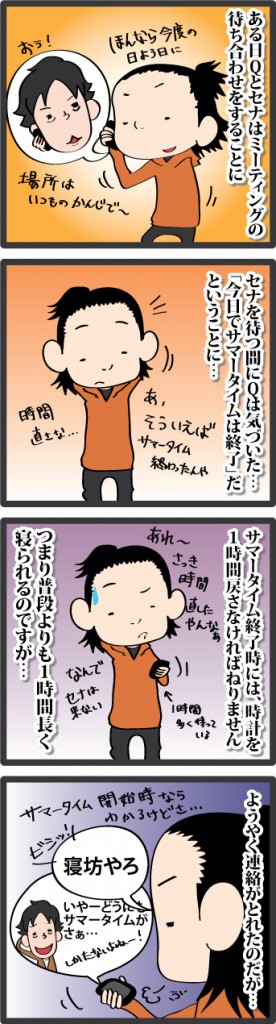 ある日Qとセナはミーティングの
待ち合わせをすることに
ほんなら今度の
日よう日に
おぅ!
場所は
いつものかんじで〜
セナを待つ間にQは気づいた…
「今日でサマータイムは終了」だ
ということに…
あ、
そういえば
サマータイム
終わったんや
時間
直さな…
サマータイム終了時には、時計を
1時間戻さなければねりません
つまり普段よりも1時間長く
寝られるのですが…
あれ〜
さっき
時間
直した
やんなぁ
なんで
セナは
来ない
1時間
多く待って
いる
ようやく連絡がとれたのだが…
サマータイム開始時なら
わかるけどさ…
ビシッ
寝坊やろ
いやーどうも
サマータイムが
さぁ…!
しかたないよねー!